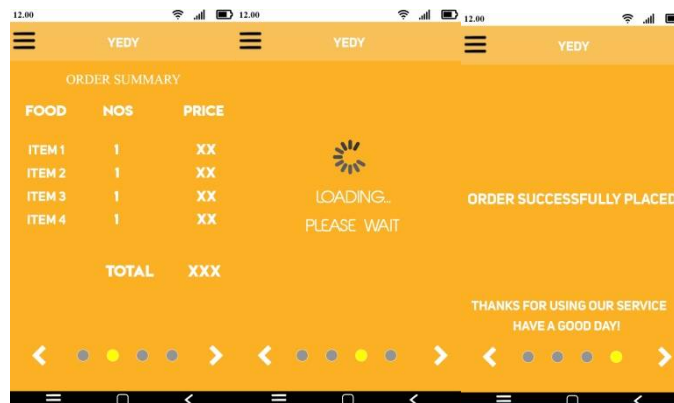 12.00
YEDY
ORDER SUMMARY
FOOD NOS PRICE
ITEM 1 1 XX
ITEM 2 1 XX
ITEM 3 1 XX
ITEM 4 1 XX
TOTAL XXX
12.00
YEDY
LOADING...
PLEASE WAIT
12.00
YEDY
ORDER SUCCESSFULLY PLACED
THANKS FOR USING OUR SERVICE
HAVE A GOOD DAY!